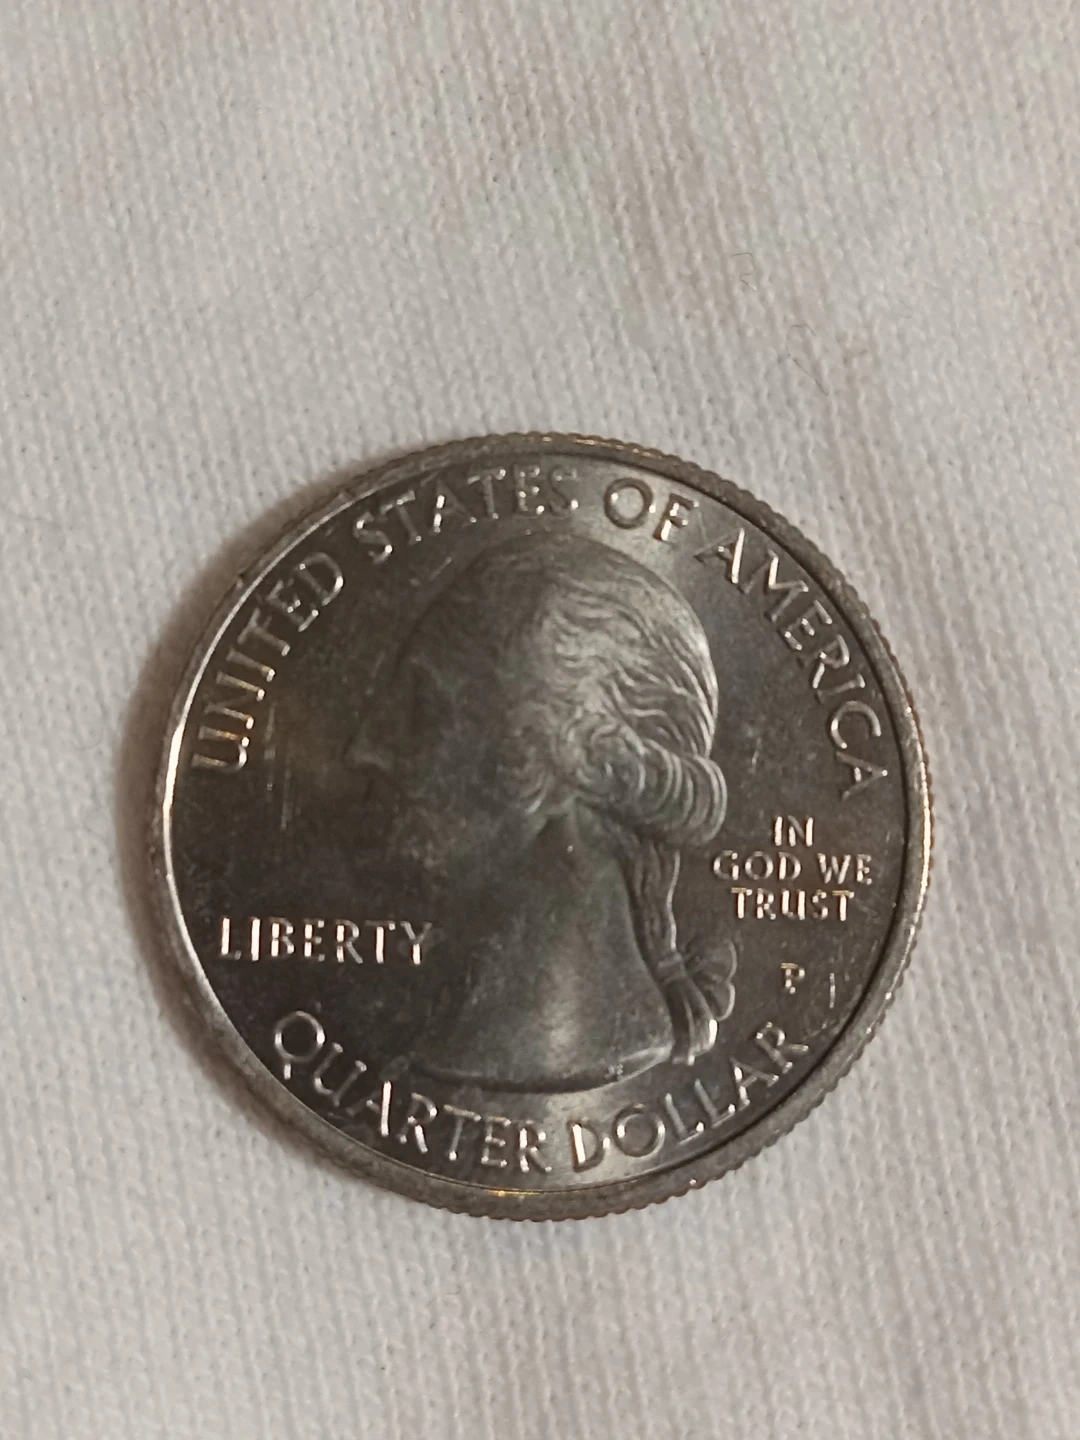 UNITED STATES OF AMERICA
LIBERTY
IN
GOD WE
TRUST
P
QUARTER DOLLAR